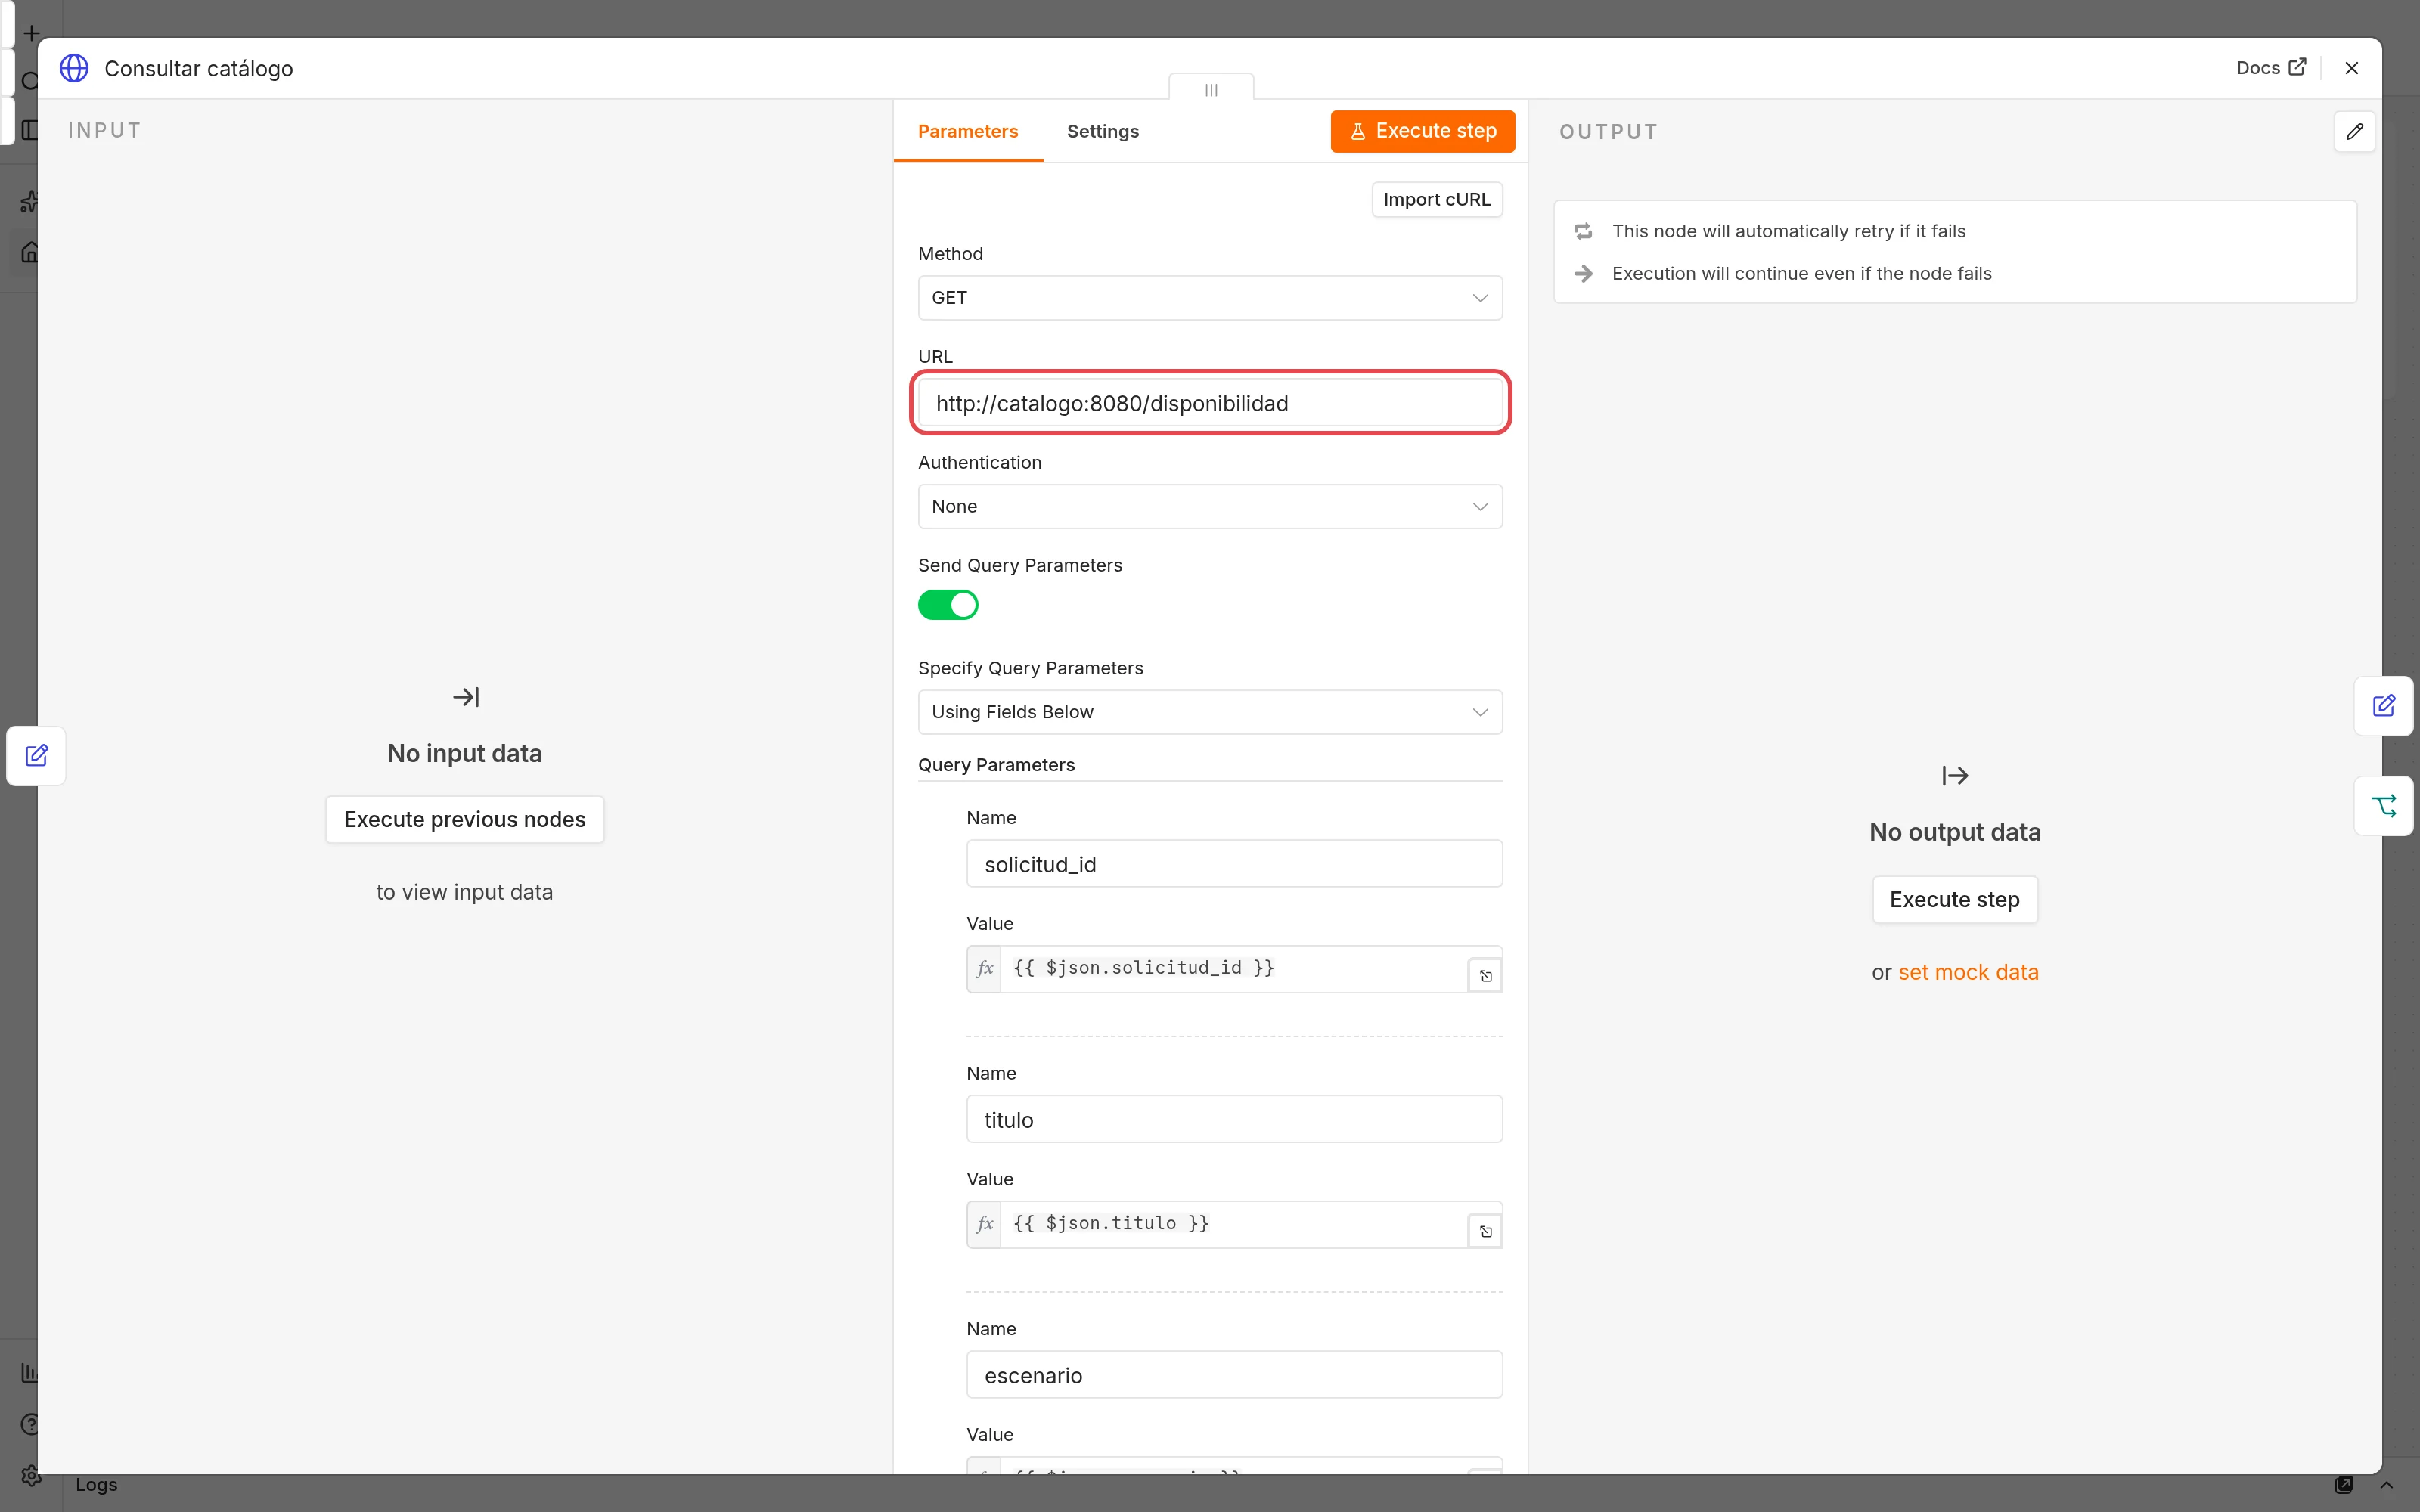 Consultar catálogo
Docs
INPUT
Parameters
Settings
Execute step
OUTPUT
Import cURL
This node will automatically retry if it fails
Execution will continue even if the node fails
Method
GET
URL
http://catalogo:8080/disponibilidad
Authentication
None
Send Query Parameters
Specify Query Parameters
Using Fields Below
Query Parameters
Name
solicitud_id
Value
fx {{ $json.solicitud_id }}
Name
titulo
Value
fx {{ $json.titulo }}
Name
escenario
Value
No input data
Execute previous nodes
to view input data
No output data
Execute step
or set mock data
Logs